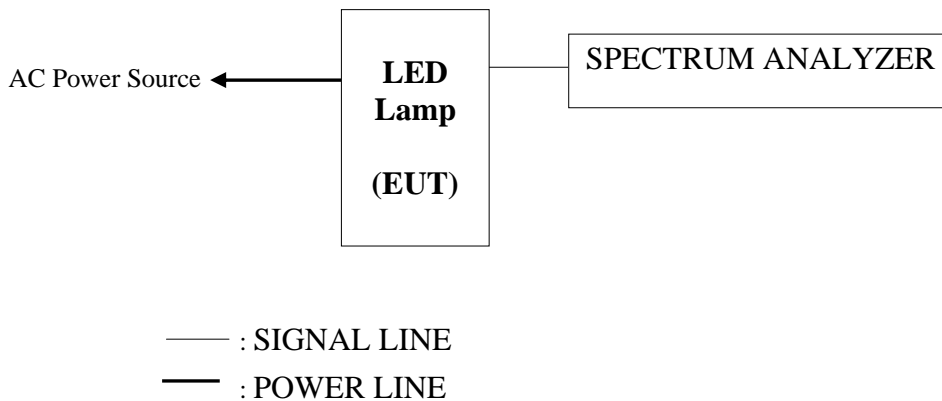 AC Power Source
LED
Lamp
(EUT)
SPECTRUM ANALYZER
: SIGNAL LINE
: POWER LINE